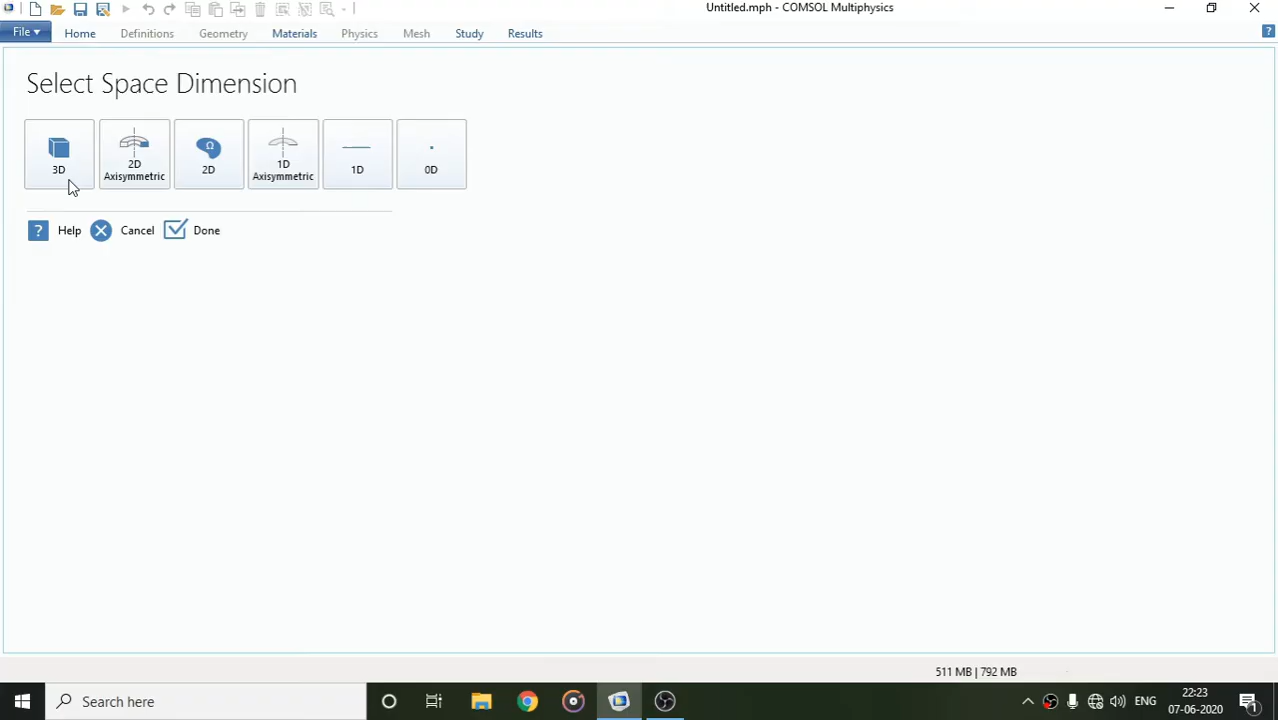 Untitled.mph - COMSOL Multiphysics
File Home Definitions Geometry Materials Physics Mesh Study Results ?
Select Space Dimension
3D
2D
Axisymmetric
Ω
2D
1D
Axisymmetric
1D
0D
? Help Cancel Done
511 MB | 792 MB
Search here
ENG
22:23
07-06-2020
1